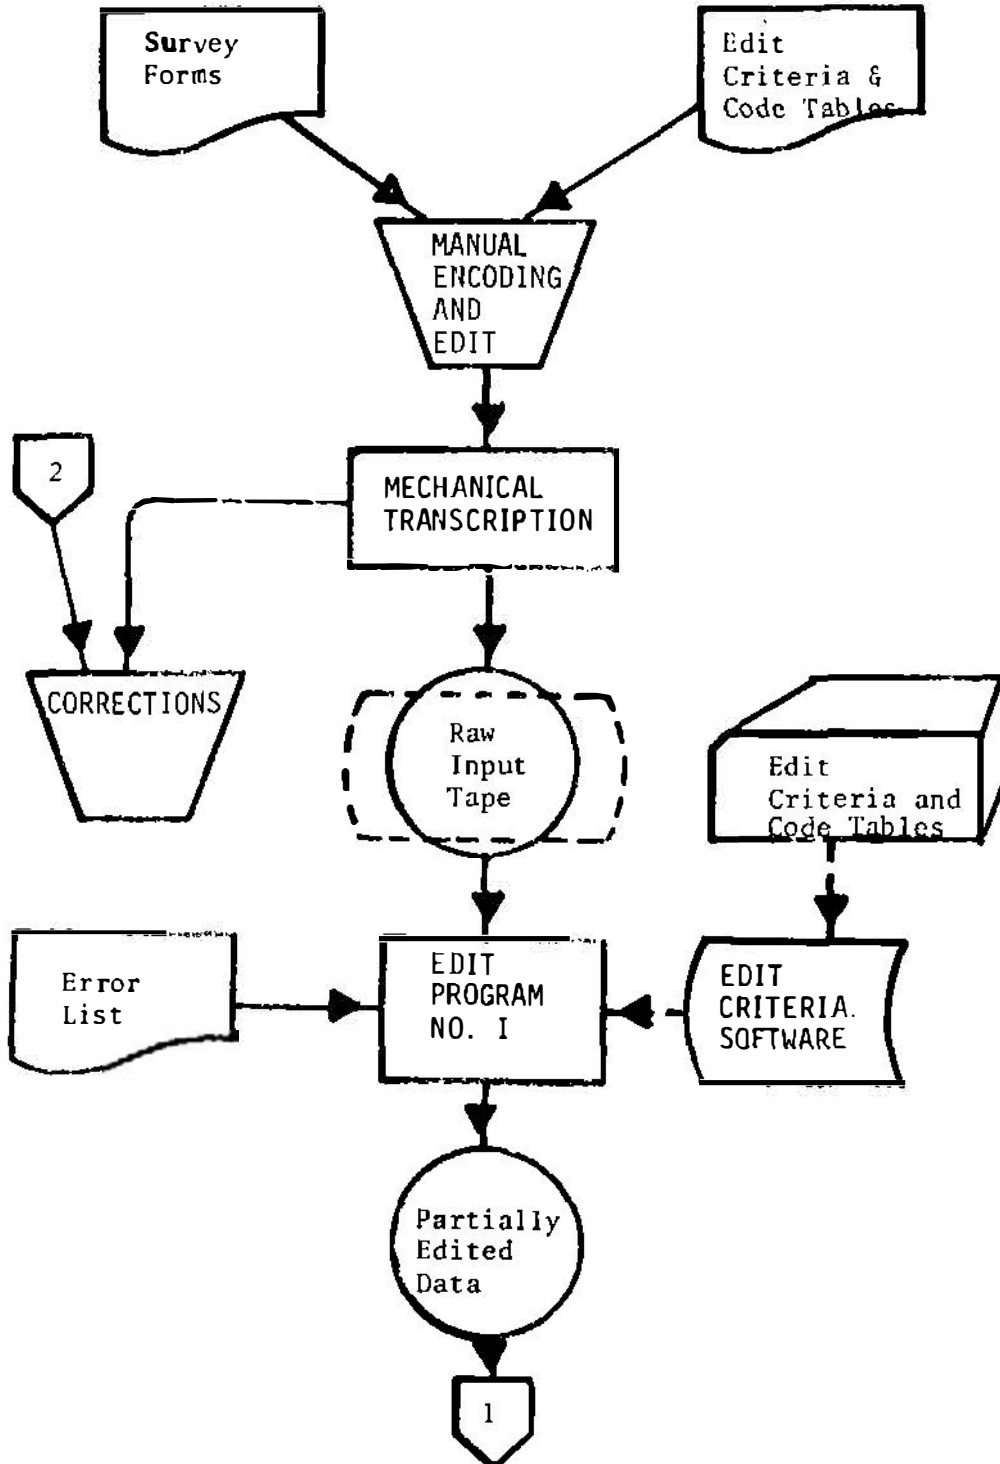 Survey
Forms
Edit
Criteria &
Code Tables
MANUAL
ENCODING
AND
EDIT
2
MECHANICAL
TRANSCRIPTION
CORRECTIONS
Raw
Input
Tape
Edit
Criteria and
Code Tables
Error
List
EDIT
PROGRAM
NO. I
EDIT
CRITERIA.
SOFTWARE
Partially
Edited
Data
1